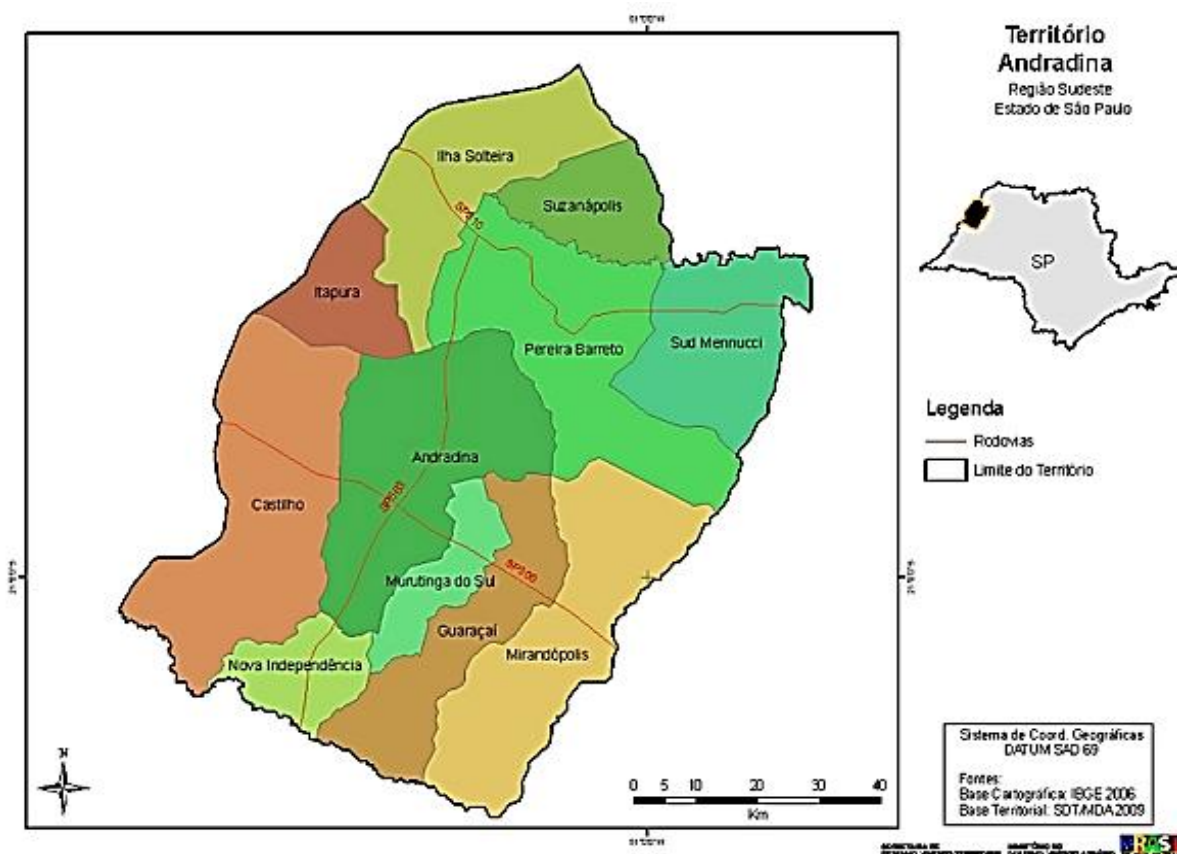 Território
Andradina
Região Sudeste
Estado de São Paulo
Ilha Solteira
Suzanápolis
Itapura
Pereira Barreto
Sud Mennucci
Andradina
Castilho
Murutinga do Sul
Guaraçaí
Mirandópolis
Nova Independência
SP
Legenda
Rodovias
Limite do Território
N
0 10 20 30 40
Km
Sistema de Coord. Geográficas
DATUM SAD 69
Fontes:
Base Cartográfica: IBGE 2006
Base Territorial: SDT/MDA 2009